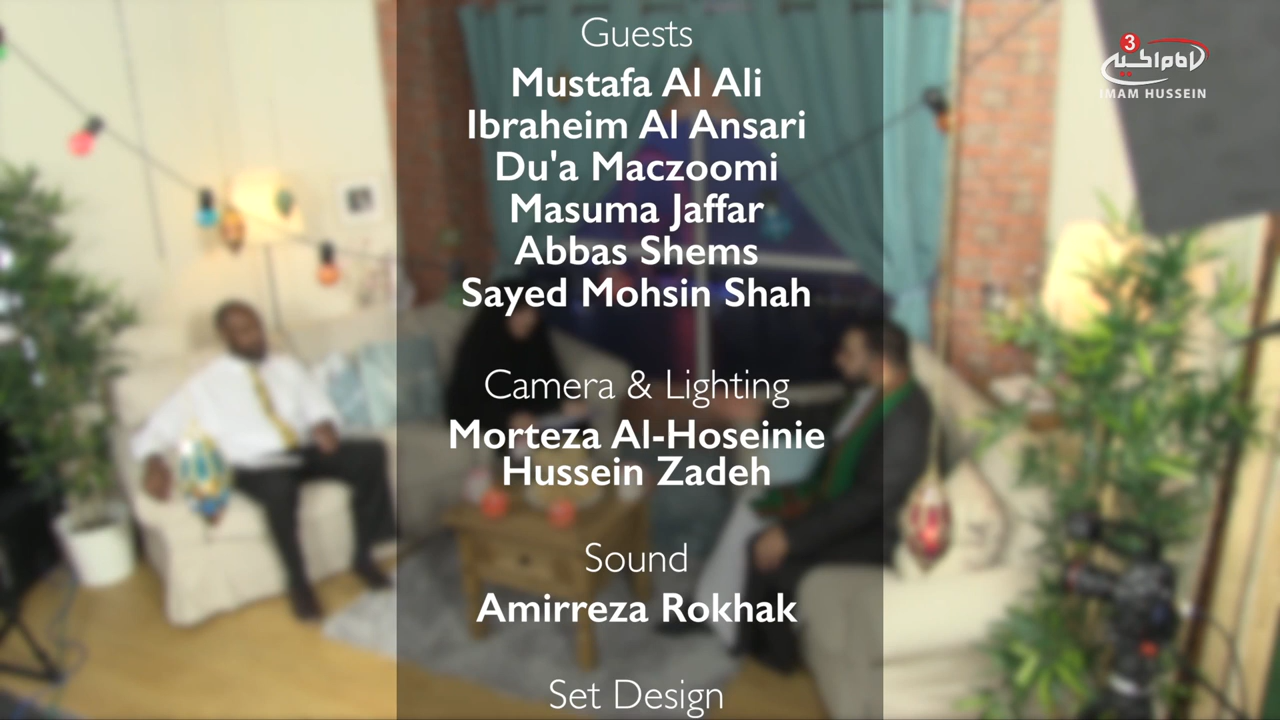 Guests
Mustafa Al Ali
Ibraheim Al Ansari
Du'a Maczoomi
Masuma Jaffar
Abbas Shems
Sayed Mohsin Shah
Camera & Lighting
Morteza Al-Hoseinie
Hussein Zadeh
Sound
Amirreza Rokhak
Set Design
3
IMAM HUSSEIN